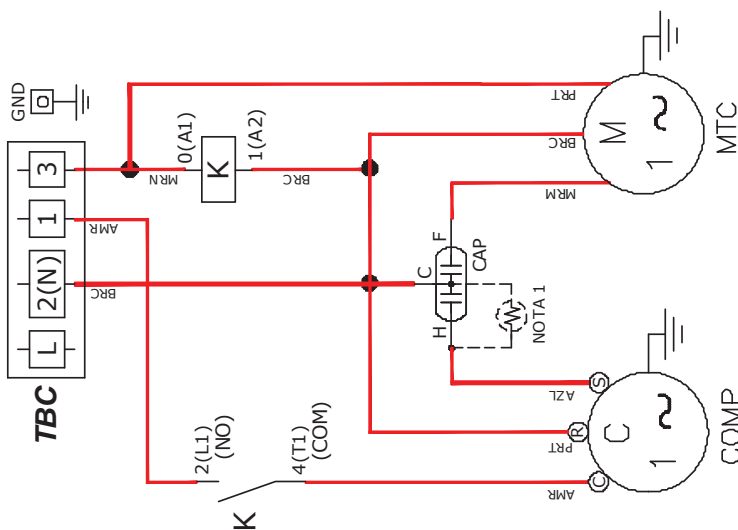 GND
TBC
L
2(N)
1
3
BRC
AMR
MRN
0(A1)
K
1(A2)
BRC
PRT
BRC
MRM
M
1
MTC
C
F
H
CAP
NOTA 1
K
2(L1)
(NO)
4(T1)
(COM)
AMR
PRT
AZL
C
R
S
C
1
COMP